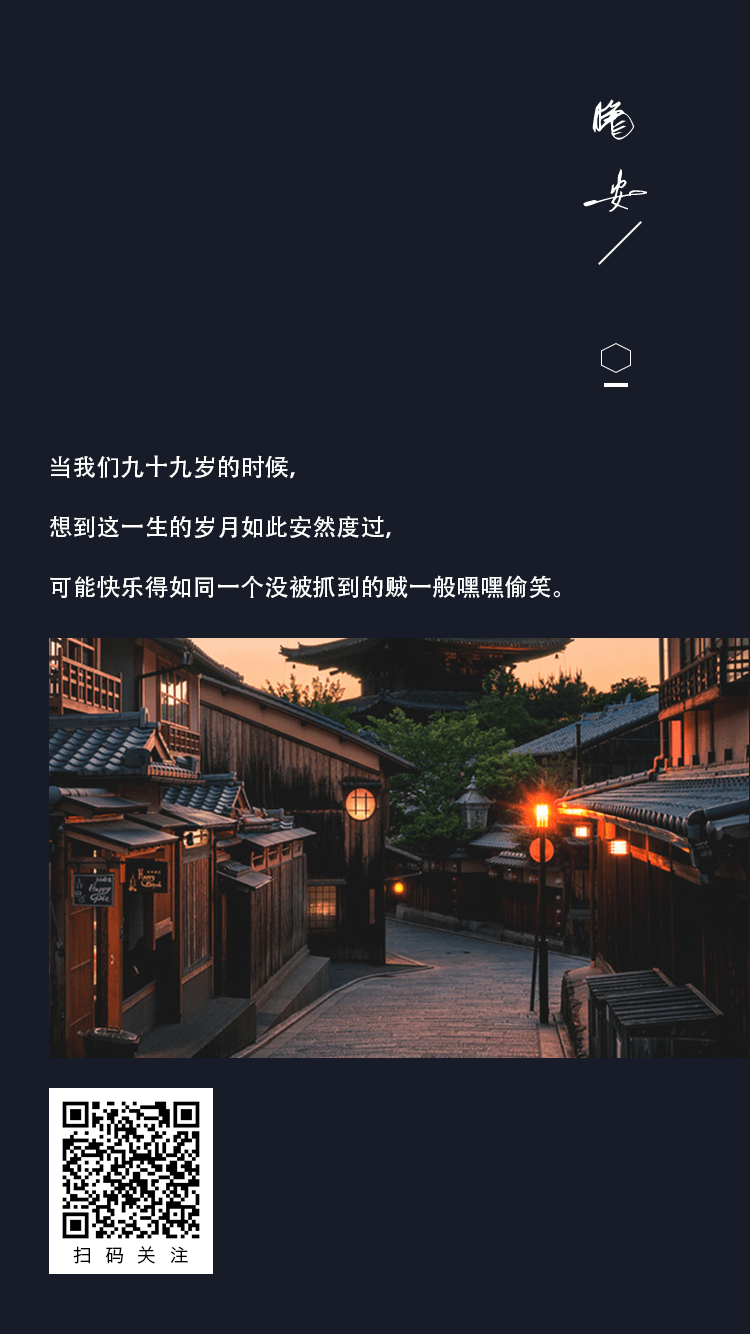 晚安
当我们九十九岁的时候,
想到这一生的岁月如此安然度过,
可能快乐得如同一个没被抓到的贼一般嘿嘿偷笑。
Happy
扫码关注